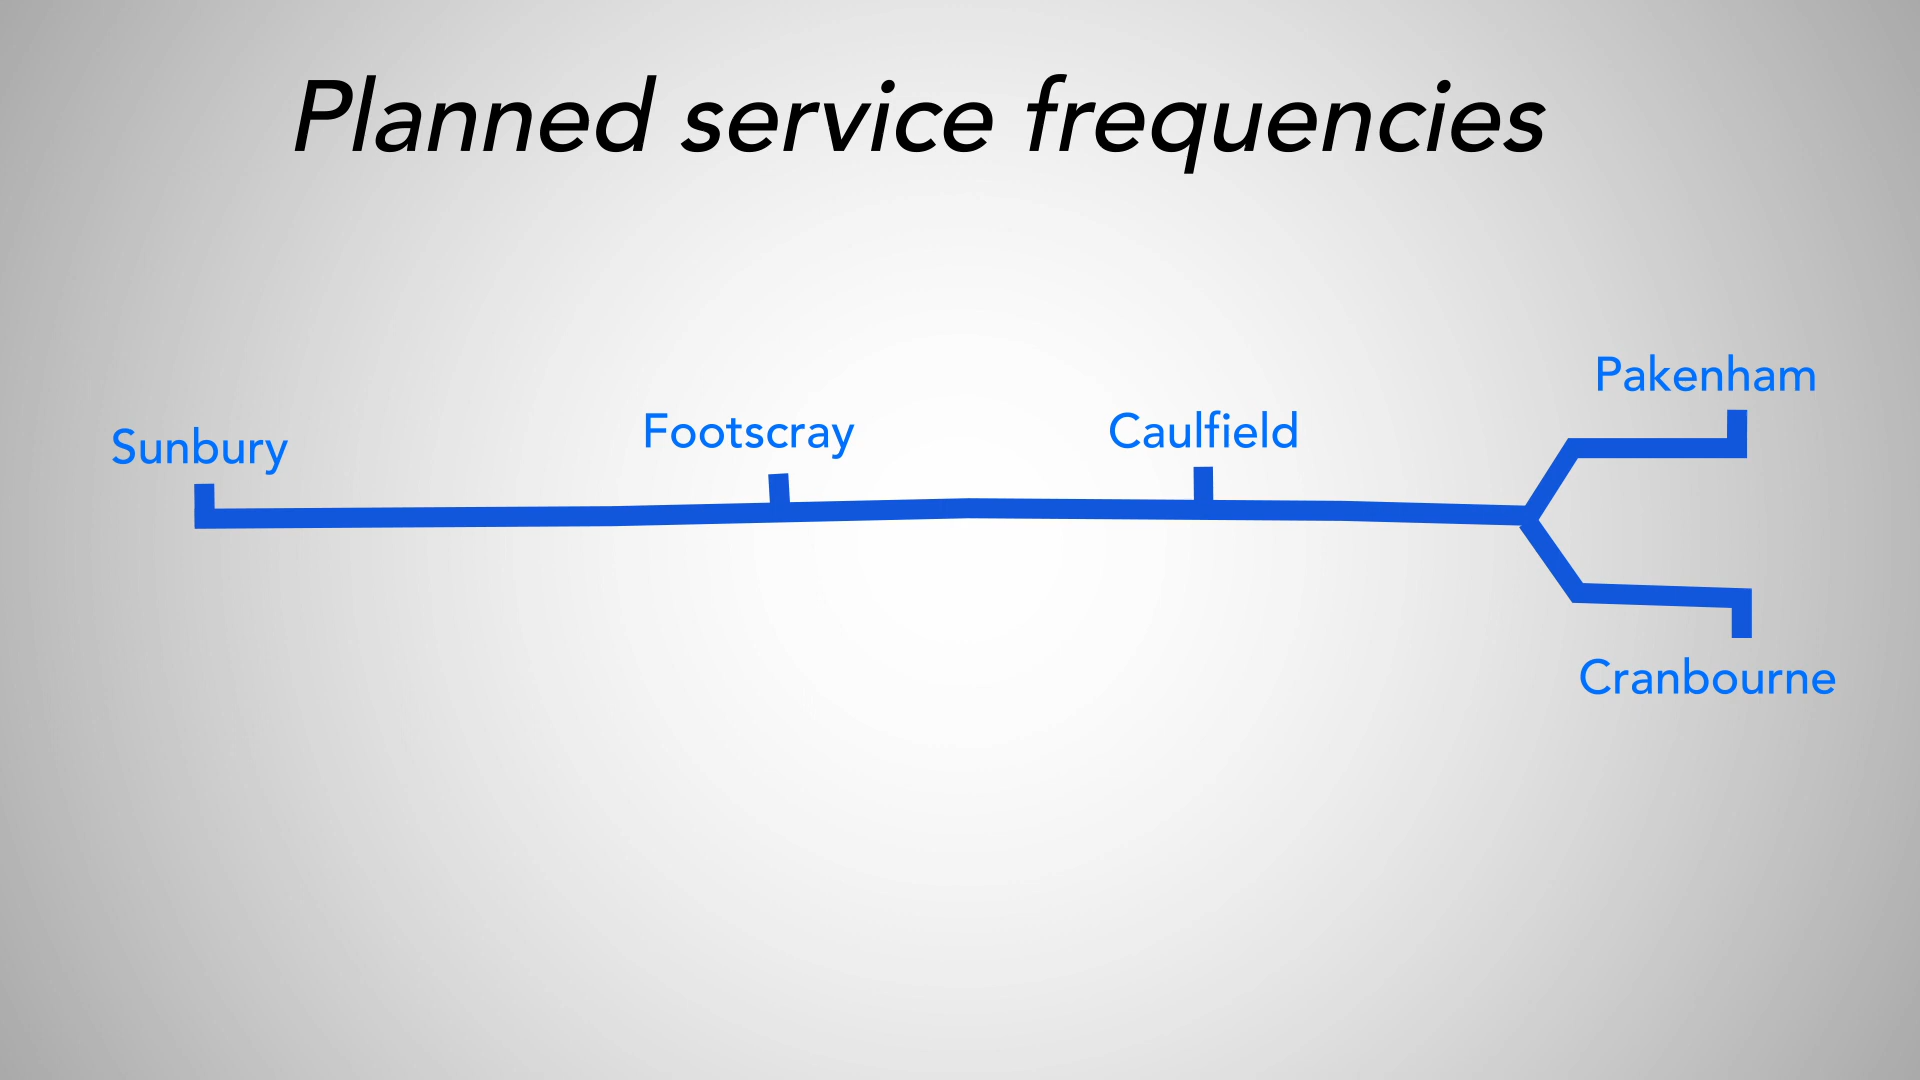 Planned service frequencies
Pakenham
Footscray
Caulfield
Sunbury
Cranbourne